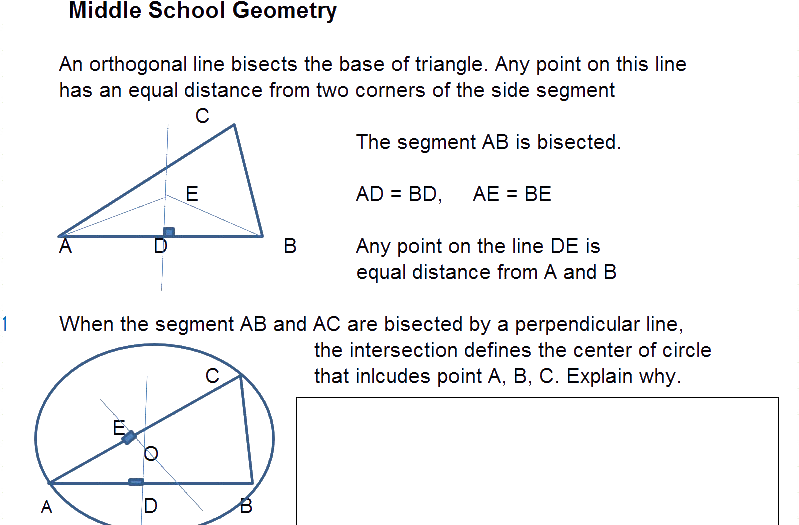 Middle School Geometry
An orthogonal line bisects the base of triangle. Any point on this line
has an equal distance from two corners of the side segment
C
The segment AB is bisected.
E
AD = BD, AE = BE
A
D
B
Any point on the line DE is
equal distance from A and B
1
When the segment AB and AC are bisected by a perpendicular line,
the intersection defines the center of circle
C
that inlcudes point A, B, C. Explain why.
E
O
A
D
B